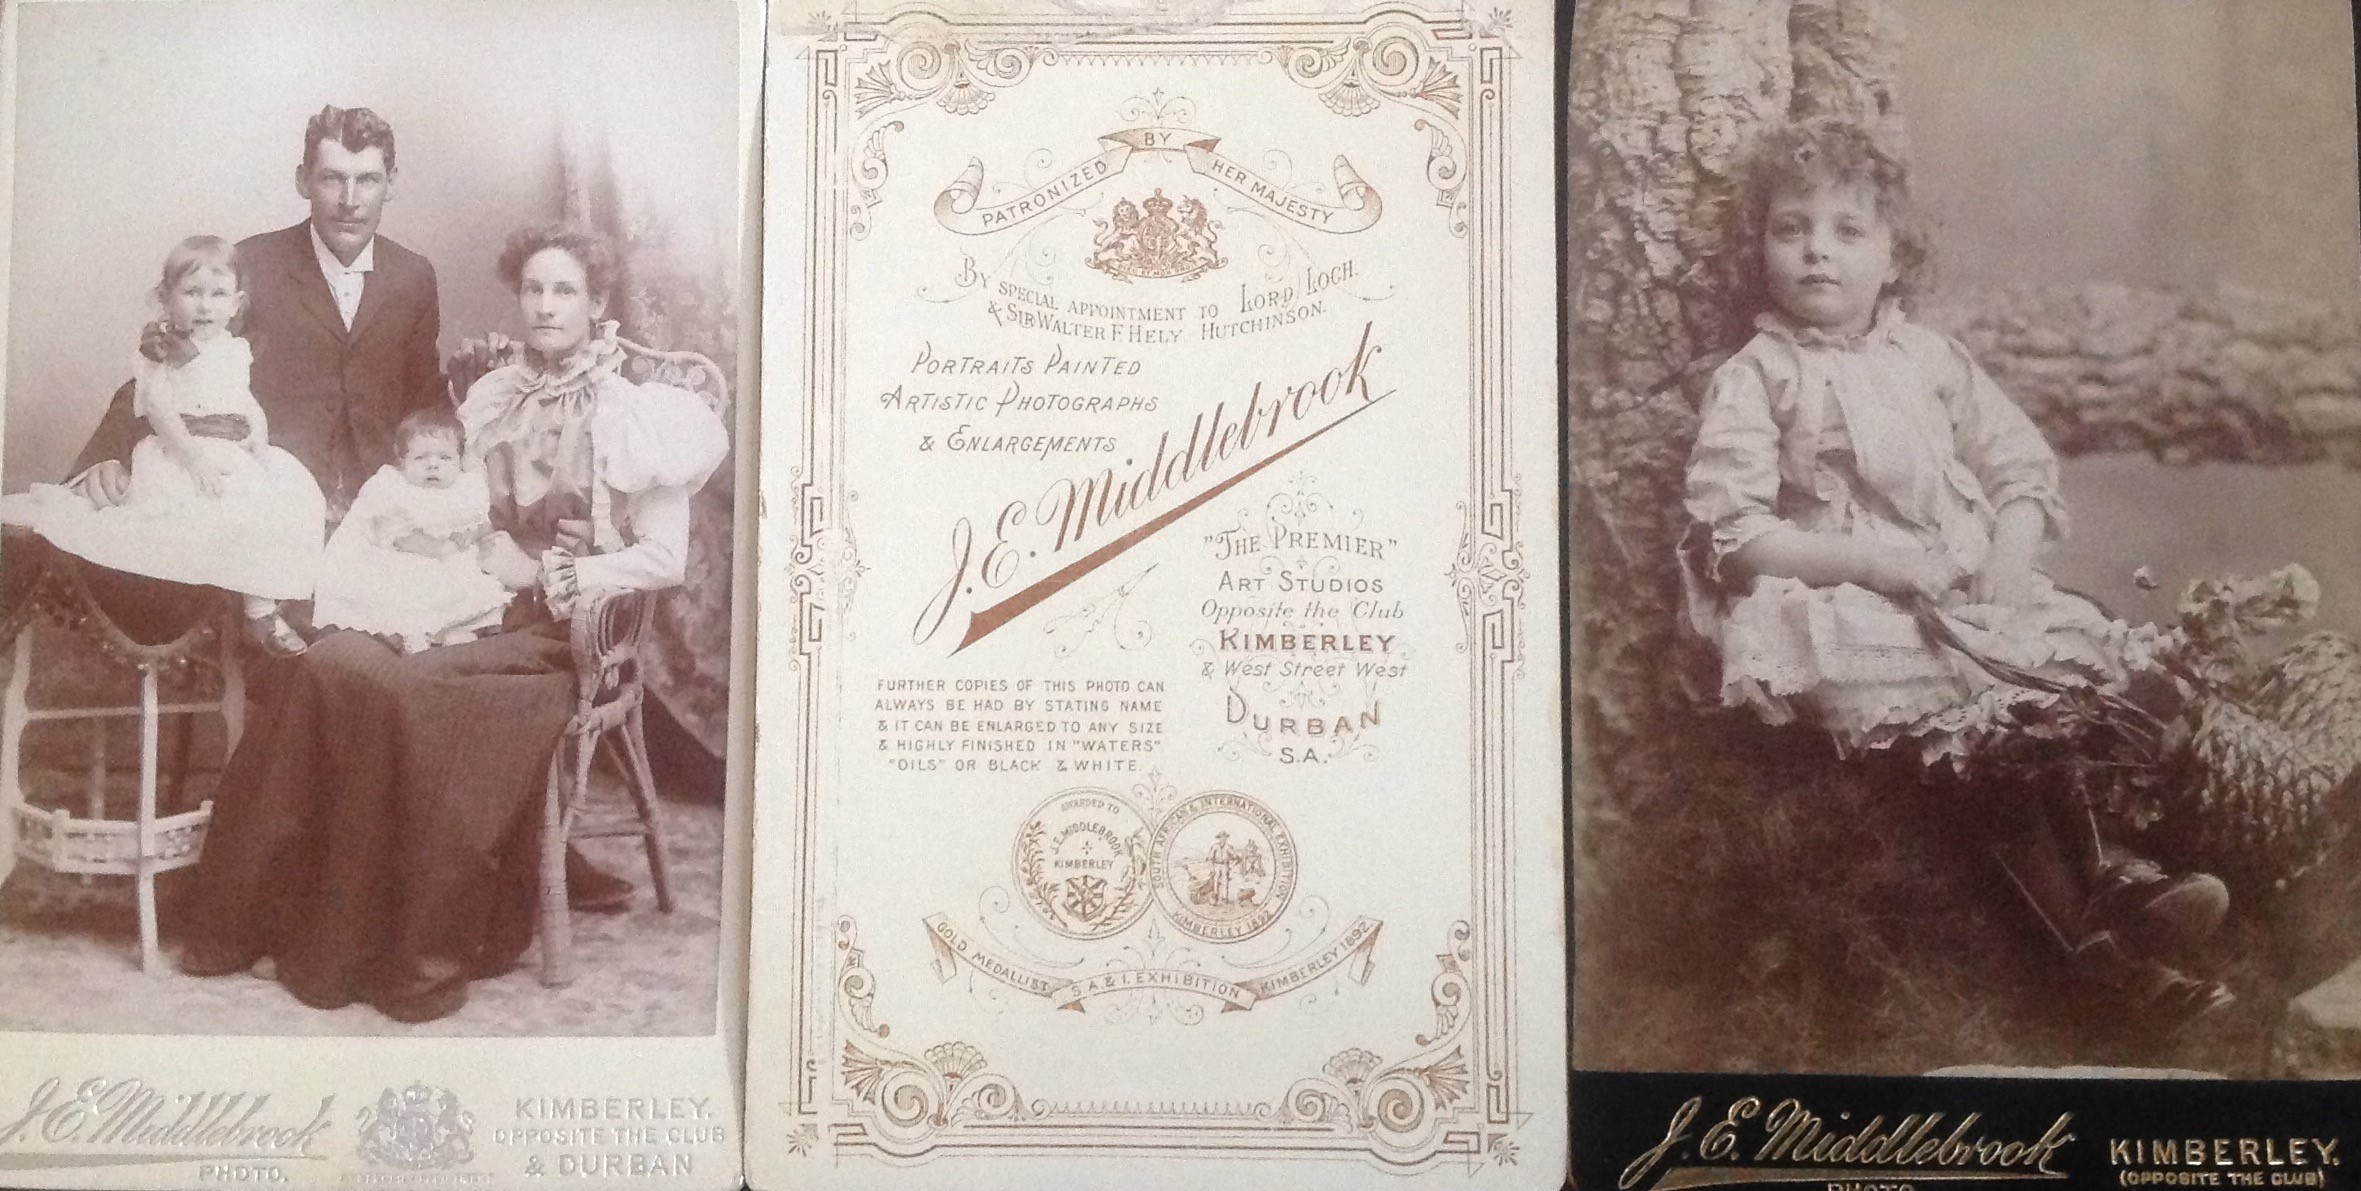 J. E. Middlebrook
PHOTO.
KIMBERLEY.
OPPOSITE THE CLUB
& DURBAN
PATRONIZED BY HER MAJESTY
BY SPECIAL APPOINTMENT TO LORD LOCH.
& SIR WALTER F. HELY HUTCHINSON.
PORTRAITS PAINTED
ARTISTIC PHOTOGRAPHS
& ENLARGEMENTS
J. E. Middlebrook
"THE PREMIER"
ART STUDIOS
Opposite the Club
KIMBERLEY
& West Street West
DURBAN
S.A.
FURTHER COPIES OF THIS PHOTO CAN
ALWAYS BE HAD BY STATING NAME
& IT CAN BE ENLARGED TO ANY SIZE
& HIGHLY FINISHED IN "WATERS"
"OILS" OR BLACK & WHITE.
AWARDED TO
J. E. MIDDLEBROOK
KIMBERLEY
SOUTH AFRICAN & INTERNATIONAL EXHIBITION
KIMBERLEY 1892
GOLD MEDALLIST S.A. & I. EXHIBITION KIMBERLEY 1892
J. E. Middlebrook
PHOTO
KIMBERLEY.
(OPPOSITE THE CLUB)